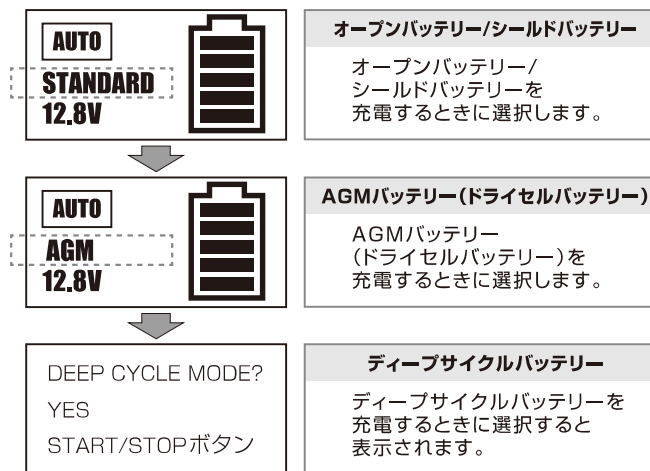 AUTO
STANDARD
12.8V
オープンバッテリー/シールドバッテリー
オープンバッテリー/
シールドバッテリーを
充電するときに選択します。
AUTO
AGM
12.8V
AGMバッテリー(ドライセルバッテリー)
AGMバッテリー
(ドライセルバッテリー)を
充電するときに選択します。
DEEP CYCLE MODE?
YES
START/STOPボタン
ディープサイクルバッテリー
ディープサイクルバッテリーを
充電するときに選択すると
表示されます。